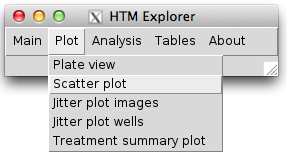 HTM Explorer
Main Plot Analysis Tables About
Plate view
Scatter plot
Jitter plot images
Jitter plot wells
Treatment summary plot